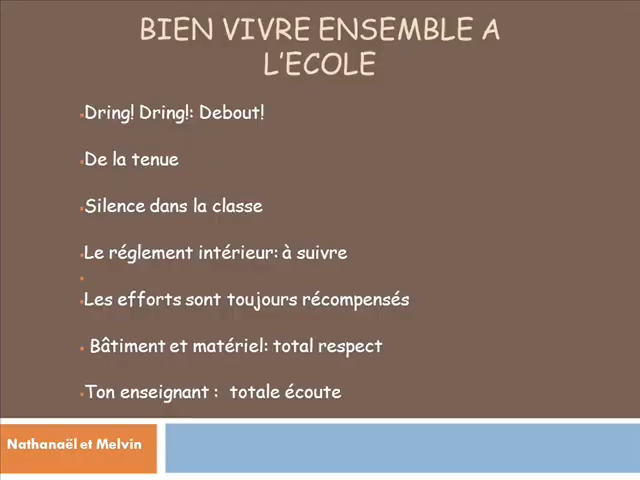 BIEN VIVRE ENSEMBLE A
L'ECOLE
▪Dring! Dring!: Debout!
▪De la tenue
▪Silence dans la classe
▪Le réglement intérieur: à suivre
▪
▪Les efforts sont toujours récompensés
▪ Bâtiment et matériel: total respect
▪Ton enseignant :  totale écoute
Nathanaël et Melvin